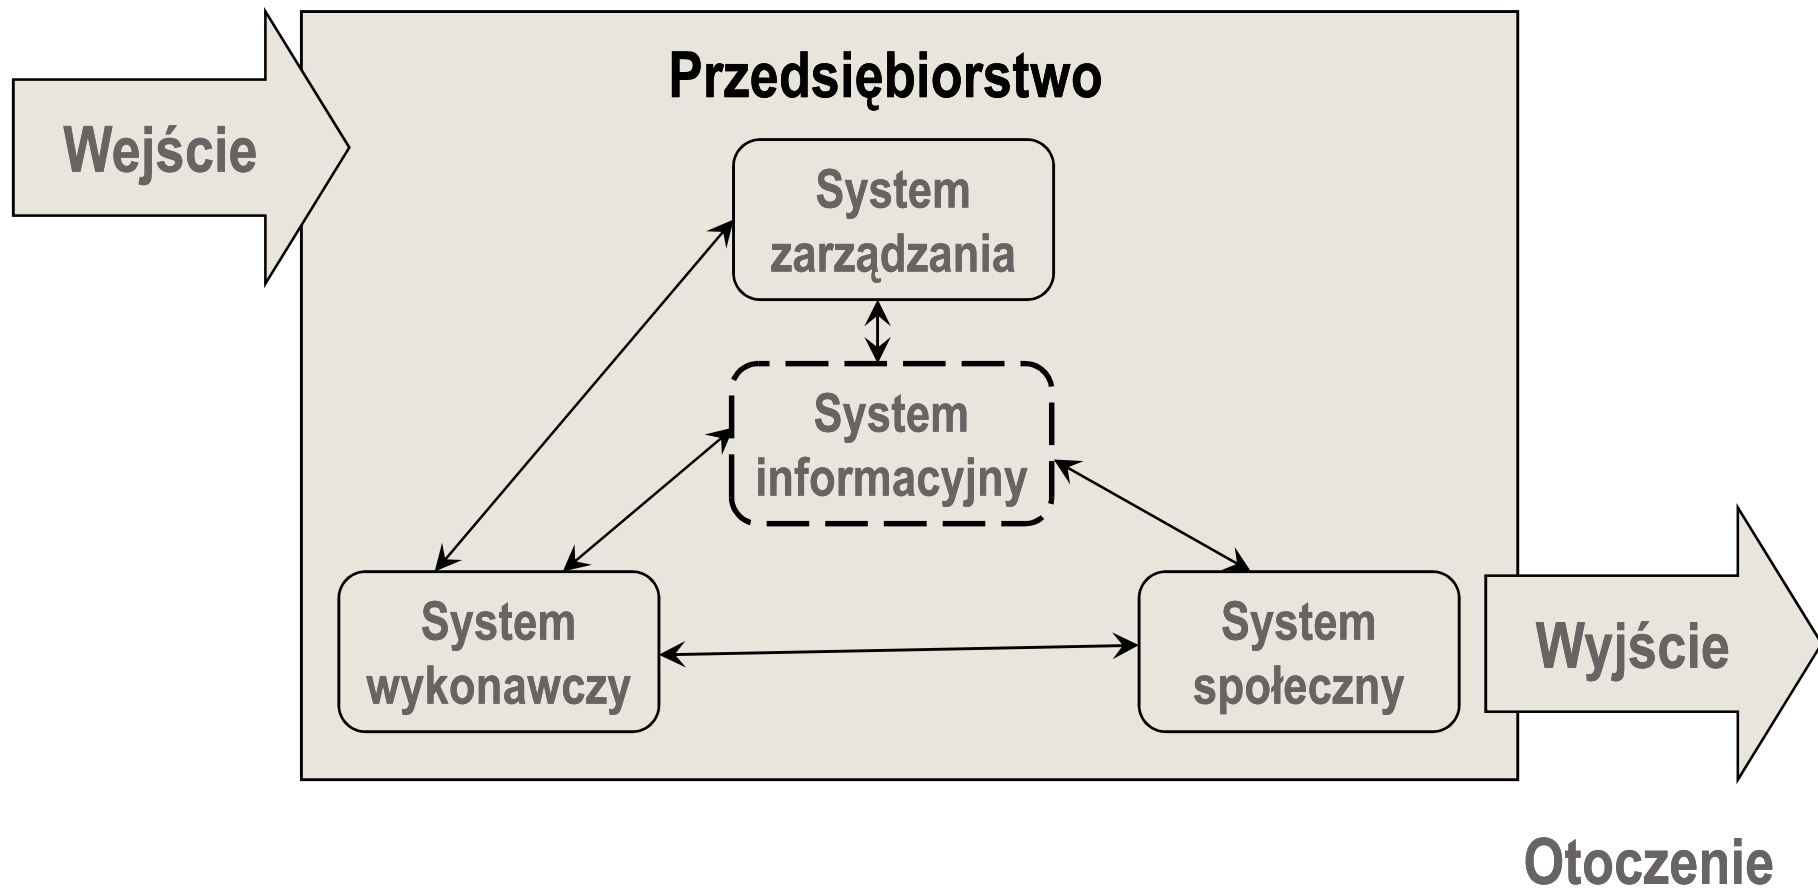 Przedsiębiorstwo
Wejście
System
zarządzania
System
informacyjny
System
wykonawczy
System
społeczny
Wyjście
Otoczenie